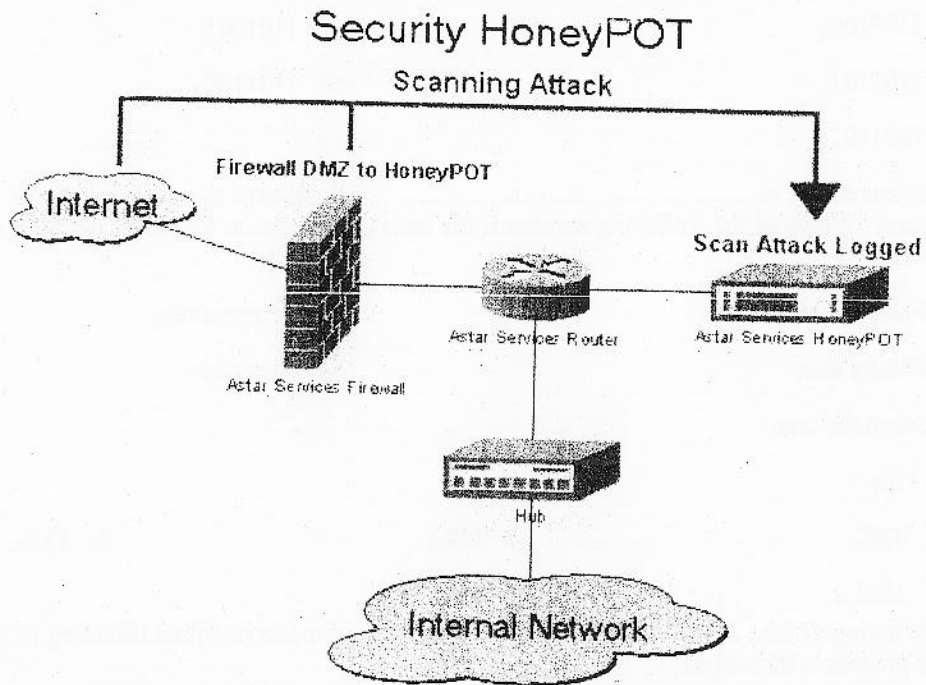 Security HoneyPOT
Scanning Attack
Firewall DMZ to HoneyPOT
Internet
Scan Attack Logged
Astar Services Router
Astar Services HoneyPOT
Astar Services Firewall
Hub
Internal Network